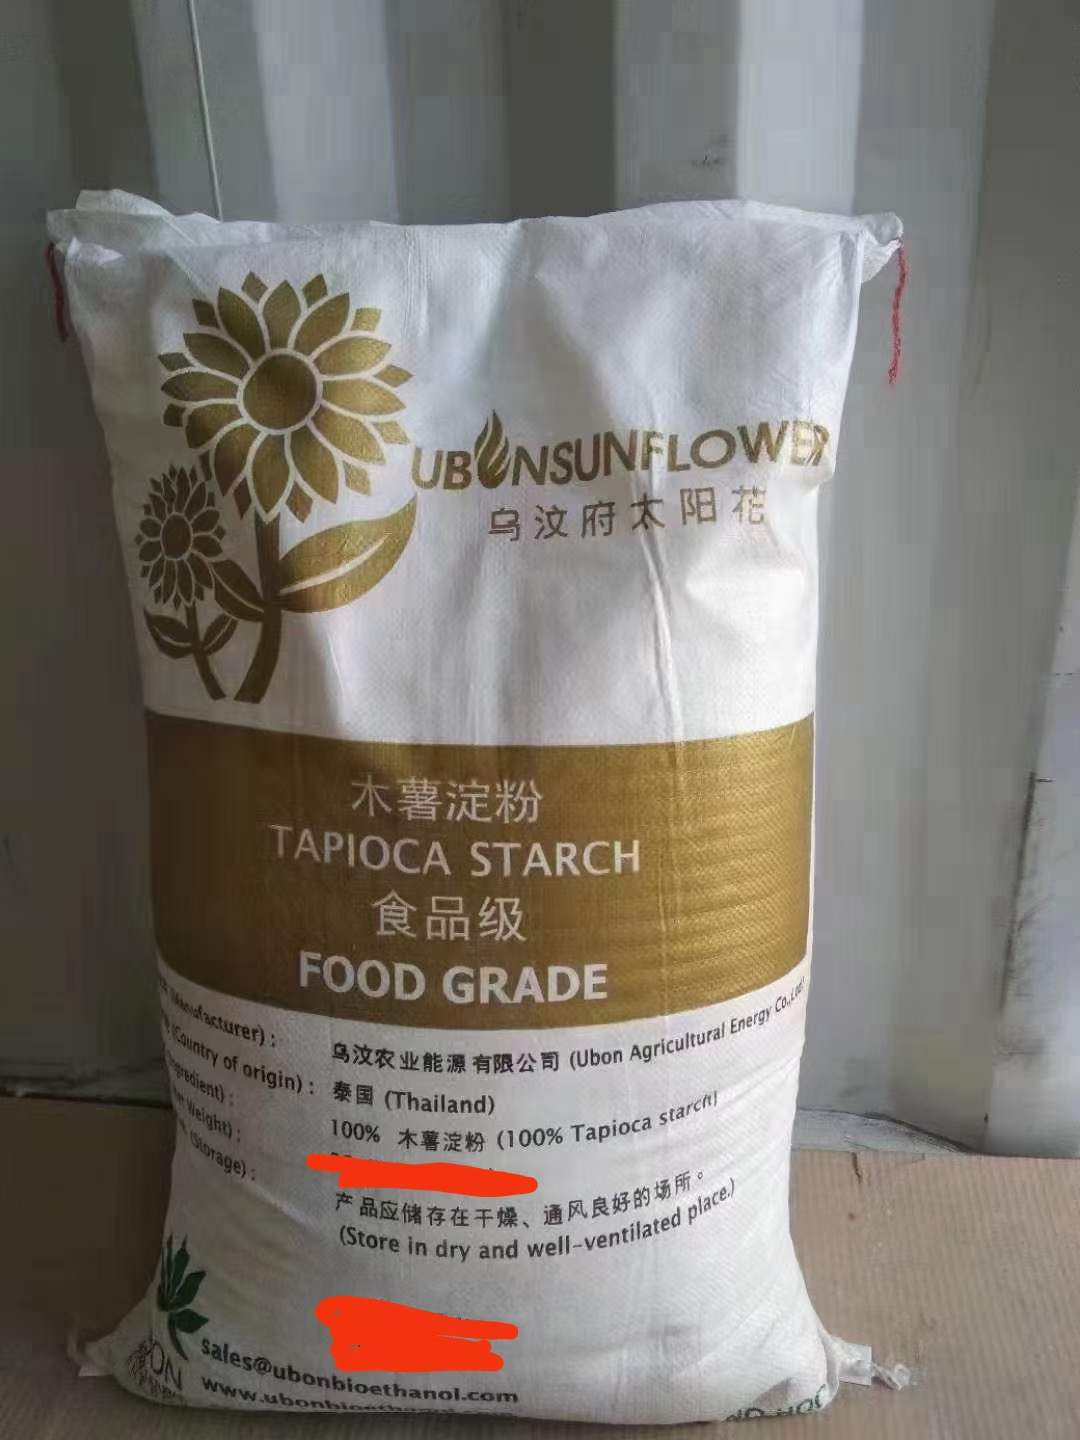 UBONSUNFLOWER
乌汶府太阳花
木薯淀粉
TAPIOCA STARCH
食品级
FOOD GRADE
(Manufacturer) : 乌汶农业能源有限公司 (Ubon Agricultural Energy Co.,Ltd)
(Country of origin) : 泰国 (Thailand)
100% 木薯淀粉 (100% Tapioca starch)
Weight) :
(Storage) : 产品应储存在干燥、通风良好的场所。
(Store in dry and well-ventilated place.)
sales@ubonbioethanol.com
www.ubonbioethanol.com